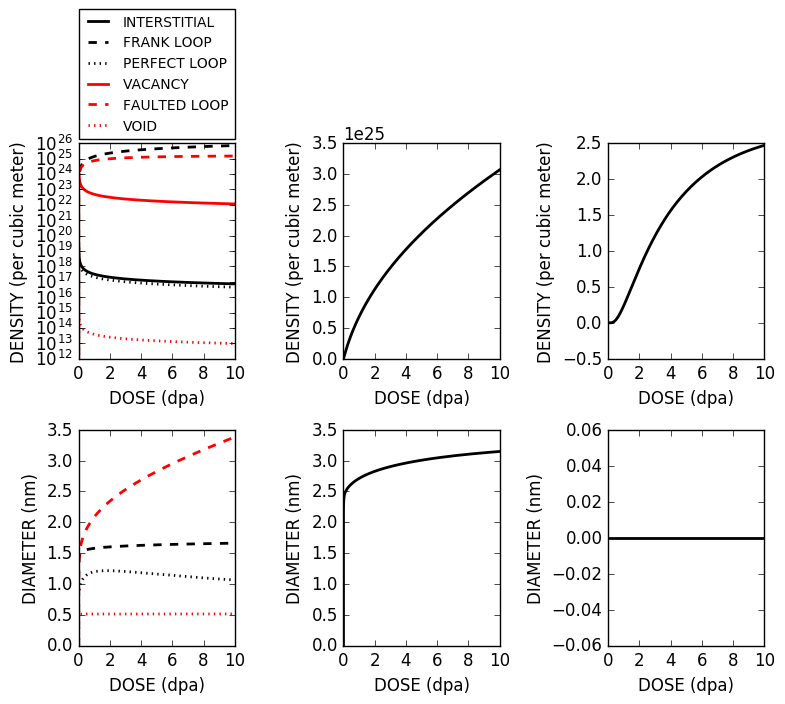 INTERSTITIAL
FRANK LOOP
PERFECT LOOP
VACANCY
FAULTED LOOP
VOID
DENSITY (per cubic meter)
10^26
10^25
10^24
10^23
10^22
10^21
10^20
10^19
10^18
10^17
10^16
10^15
10^14
10^13
10^12
0 2 4 6 8 10
DOSE (dpa)
1e25
DENSITY (per cubic meter)
3.5
3.0
2.5
2.0
1.5
1.0
0.5
0.0
0 2 4 6 8 10
DOSE (dpa)
DENSITY (per cubic meter)
2.5
2.0
1.5
1.0
0.5
0.0
−0.5
0 2 4 6 8 10
DOSE (dpa)
DIAMETER (nm)
3.5
3.0
2.5
2.0
1.5
1.0
0.5
0.0
0 2 4 6 8 10
DOSE (dpa)
DIAMETER (nm)
3.5
3.0
2.5
2.0
1.5
1.0
0.5
0.0
0 2 4 6 8 10
DOSE (dpa)
DIAMETER (nm)
0.06
0.04
0.02
0.00
−0.02
−0.04
−0.06
0 2 4 6 8 10
DOSE (dpa)